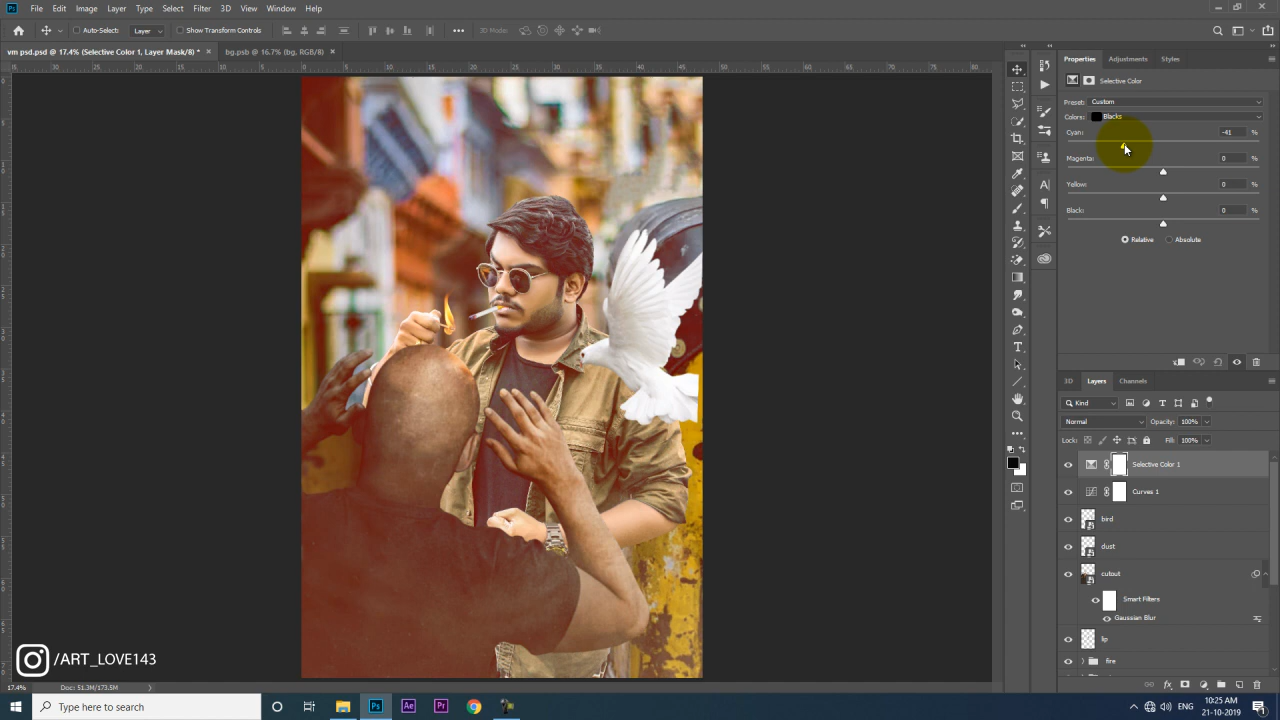 Ps File Edit Image Layer Type Select Filter 3D View Window Help
Auto-Select: Layer Show Transform Controls 3D Mode:
vm psd.psd @ 17.4% (Selective Color 1, Layer Mask/8) * × bg.psb @ 16.7% (bg, RGB/8) ×
Properties Adjustments Styles
Selective Color
Preset: Custom
Colors: Blacks
Cyan: -41 %
Magenta: 0 %
Yellow: 0 %
Black: 0 %
Relative Absolute
3D Layers Channels
Kind
Normal Opacity: 100%
Lock: Fill: 100%
Selective Color 1
Curves 1
bird
dust
cutout
Smart Filters
Gaussian Blur
lip
fire
/ART_LOVE143
17.4% Doc: 51.3M/173.5M
Type here to search
Ps Ae Pr
ENG 10:25 AM
21-10-2019